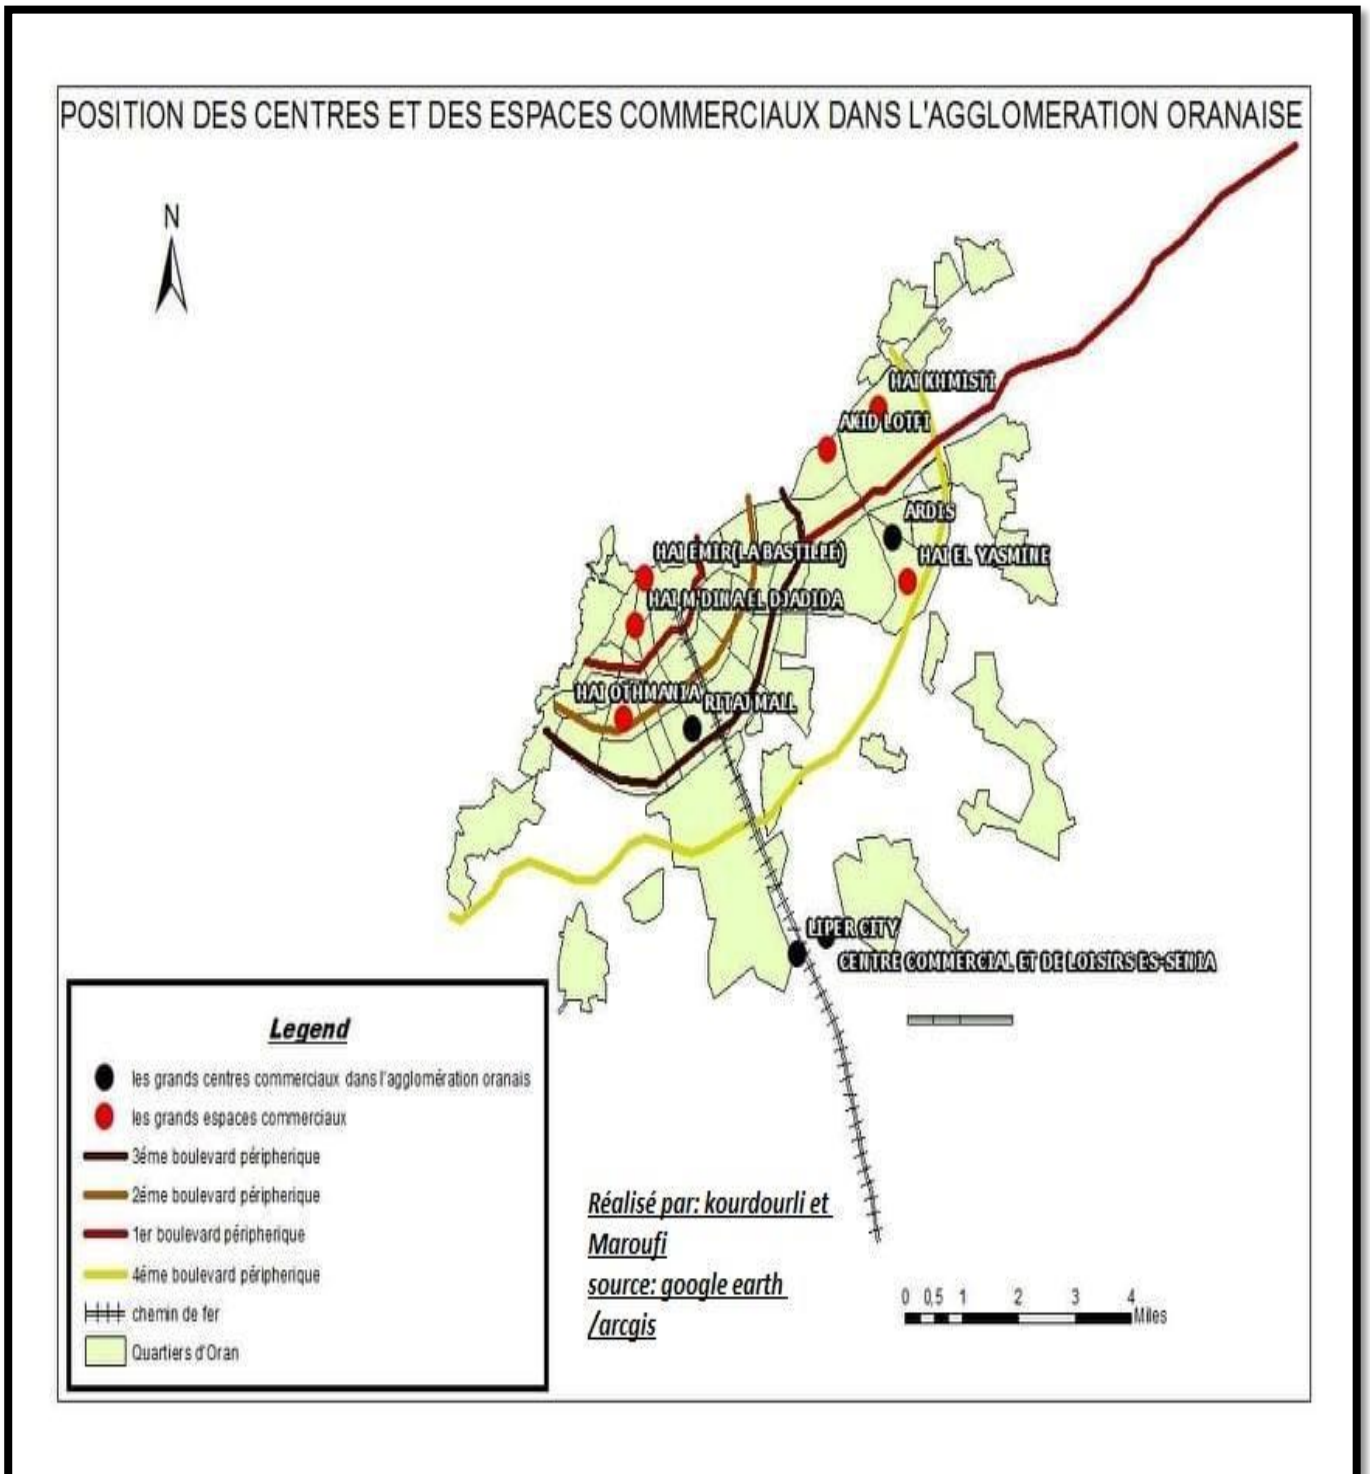 POSITION DES CENTRES ET DES ESPACES COMMERCIAUX DANS L'AGGLOMERATION ORANAISE
N
HAI KHMISTI
AKID LOTFI
ARDIS
HAI EMIR(LA BASTILLE)
HAI EL YASMINE
HAI M'DINA EL DJADIDA
HAI OTHMANIA
RITAJ MALL
LIPER CITY
CENTRE COMMERCIAL ET DE LOISIRS ES-SENIA
Legend
les grands centres commerciaux dans l'agglomération oranais
les grands espaces commerciaux
3éme boulevard péripherique
2éme boulevard péripherique
1er boulevard péripherique
4éme boulevard péripherique
chemin de fer
Quartiers d'Oran
Réalisé par: kourdourli et
Maroufi
source: google earth
/arcgis
0 0,5 1 2 3 4
Miles